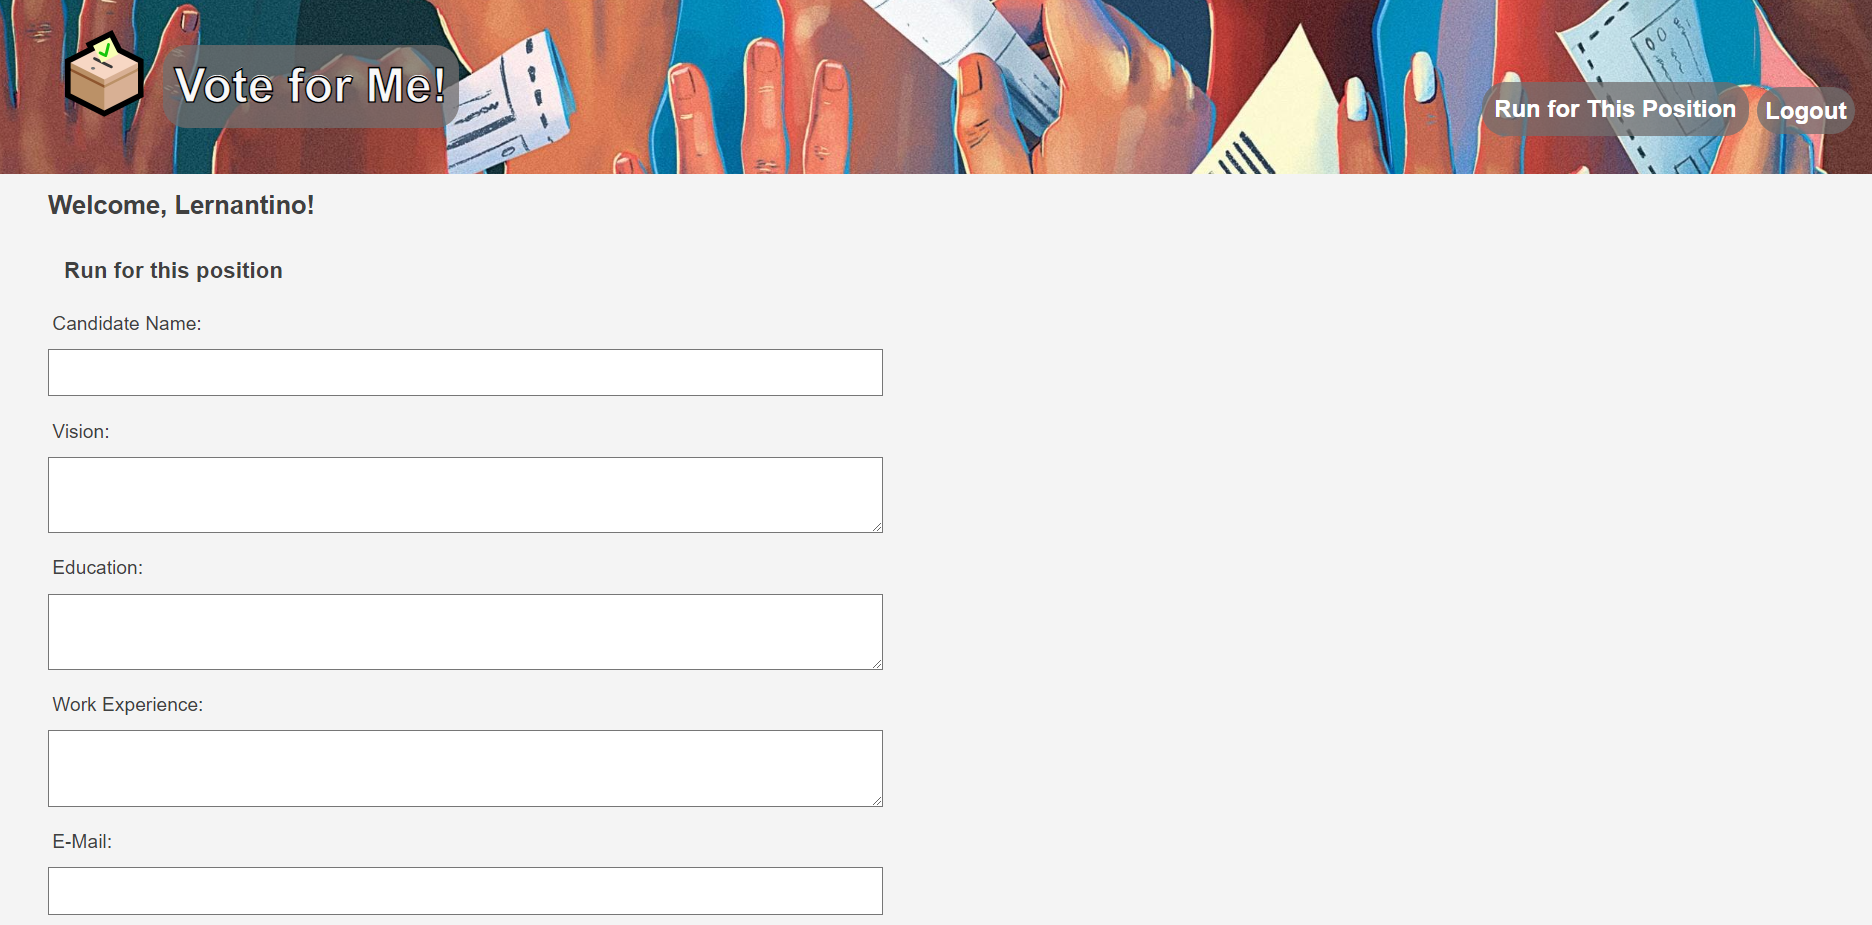 Vote for Me!
Run for This Position
Logout
Welcome, Lernantino!
Run for this position
Candidate Name:
Vision:
Education:
Work Experience:
E-Mail: